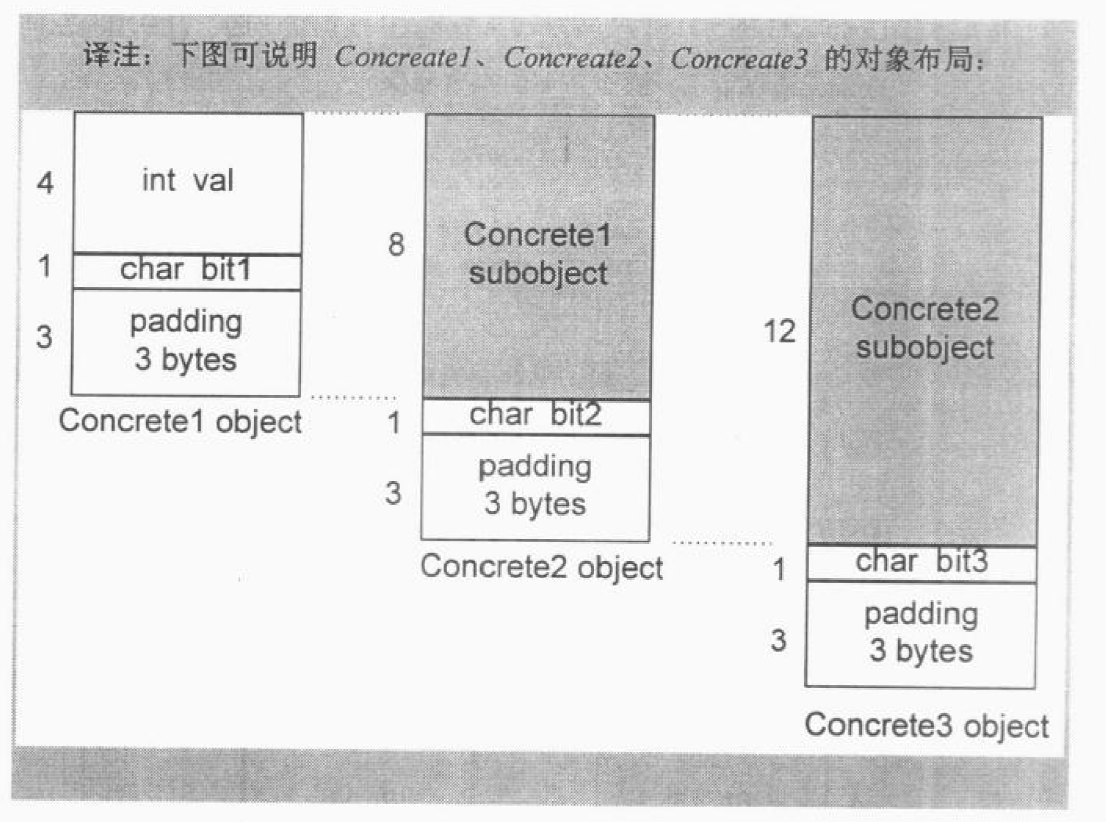 译注：下图可说明 Concreate1、Concreate2、Concreate3 的对象布局：
4
int val
1
char bit1
3
padding
3 bytes
Concrete1 object
8
Concrete1
subobject
1
char bit2
3
padding
3 bytes
Concrete2 object
12
Concrete2
subobject
1
char bit3
3
padding
3 bytes
Concrete3 object